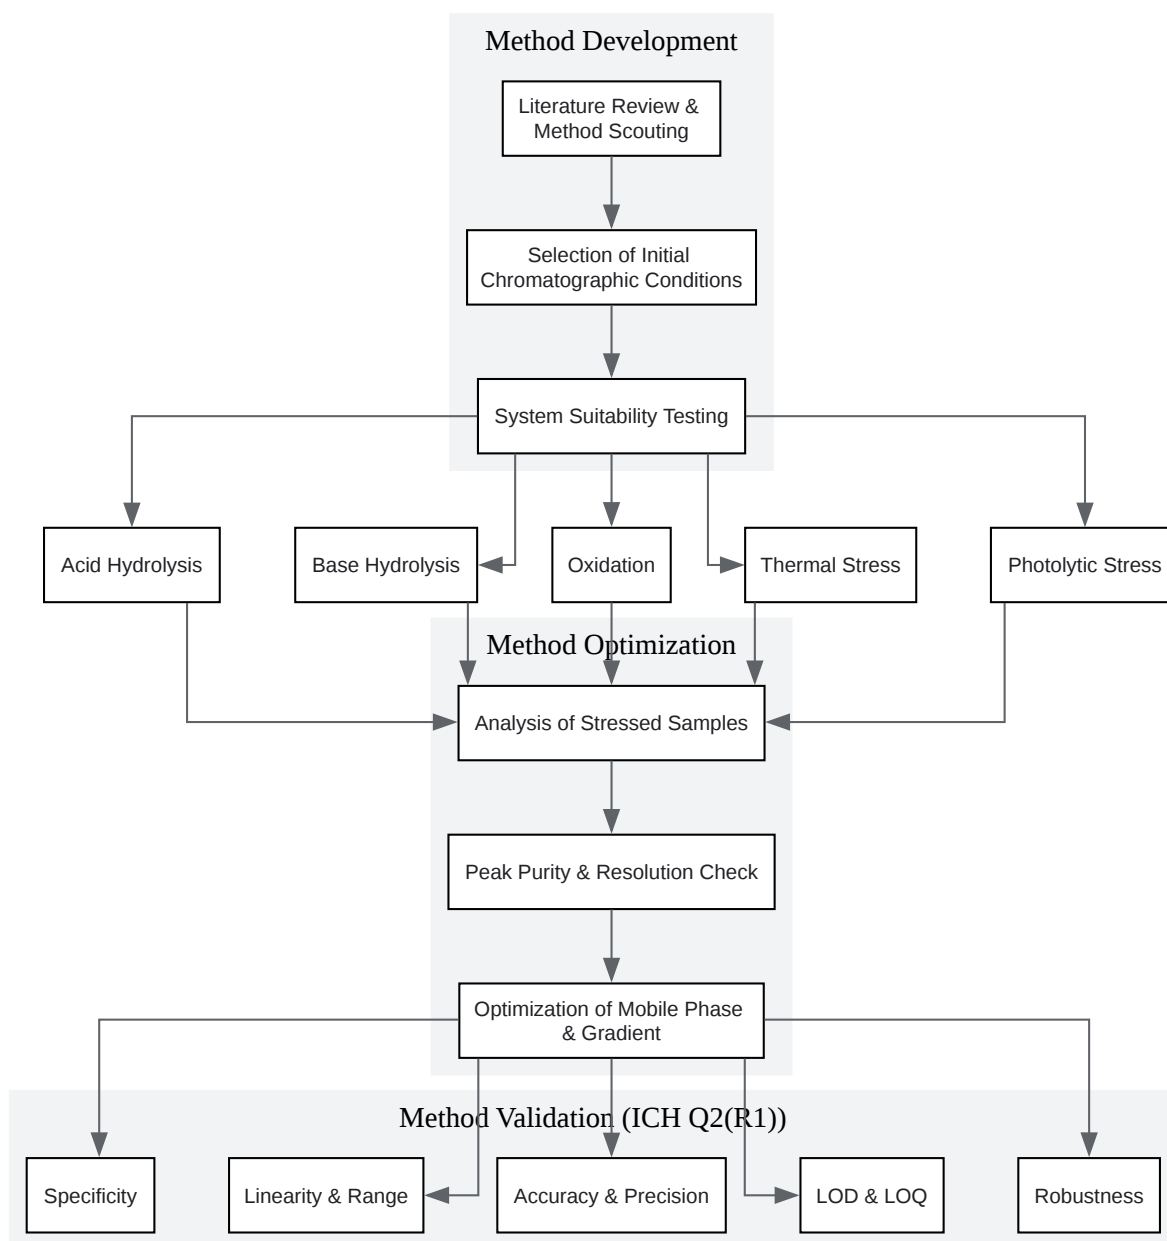 Method Development
Literature Review &
Method Scouting
Selection of Initial
Chromatographic Conditions
System Suitability Testing
Acid Hydrolysis
Base Hydrolysis
Oxidation
Thermal Stress
Photolytic Stress
Method Optimization
Analysis of Stressed Samples
Peak Purity & Resolution Check
Optimization of Mobile Phase
& Gradient
Method Validation (ICH Q2(R1))
Specificity
Linearity & Range
Accuracy & Precision
LOD & LOQ
Robustness